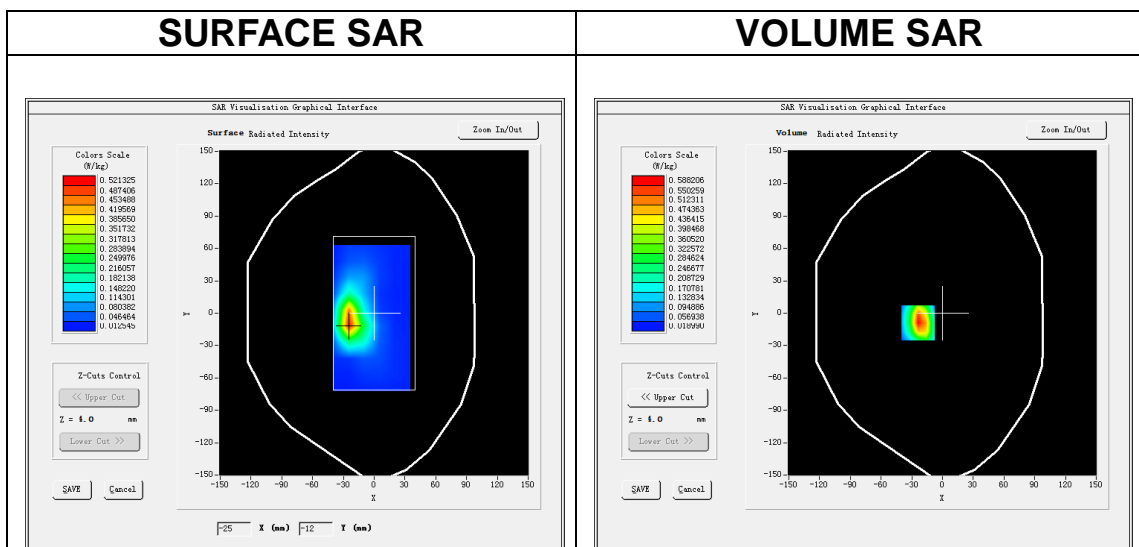 SURFACE SAR
VOLUME SAR
SAR Visualisation Graphical Interface
Surface Radiated Intensity
Zoom In/Out
Colors Scale
(W/kg)
0.521325
0.487406
0.453488
0.419569
0.385650
0.351732
0.317813
0.283894
0.249976
0.216057
0.182138
0.148220
0.114301
0.080382
0.046464
0.012545
150
120
90
60
30
0
-30
-60
-90
-120
-150
Y
-150 -120 -90 -60 -30 0 30 60 90 120 150
X
Z-Cuts Control
<< Upper Cut
Z = 4.0 mm
Lower Cut >>
SAVE Cancel
-25 X (mm) -12 Y (mm)
SAR Visualisation Graphical Interface
Volume Radiated Intensity
Zoom In/Out
Colors Scale
(W/kg)
0.588206
0.550259
0.512311
0.474363
0.436415
0.398468
0.360520
0.322572
0.284624
0.246677
0.208729
0.170781
0.132834
0.094886
0.056938
0.018990
150
120
90
60
30
0
-30
-60
-90
-120
-150
Y
-150 -120 -90 -60 -30 0 30 60 90 120 150
X
Z-Cuts Control
<< Upper Cut
Z = 4.0 mm
Lower Cut >>
SAVE Cancel